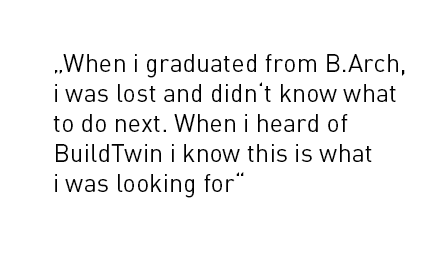 „When i graduated from B.Arch,
i was lost and didn‘t know what
to do next. When i heard of
BuildTwin i know this is what
i was looking for“